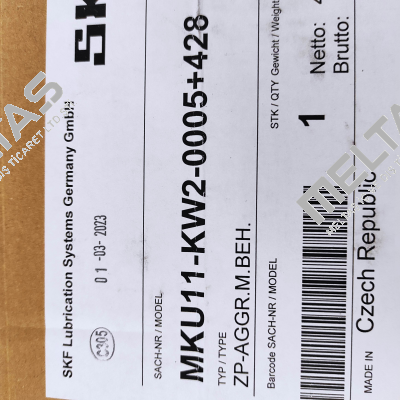 SKF
SKF Lubrication Systems Germany GmbH
01-03-2023
C305
SACH-NR / MODEL
MKU11-KW2-0005+428
TYP / TYPE
ZP-AGGR.M.BEH.
Barcode SACH-NR / MODEL
STK / QTY Gewicht / Weight
1
Netto:
Brutto:
MADE IN
Czech Republic
MELTAS